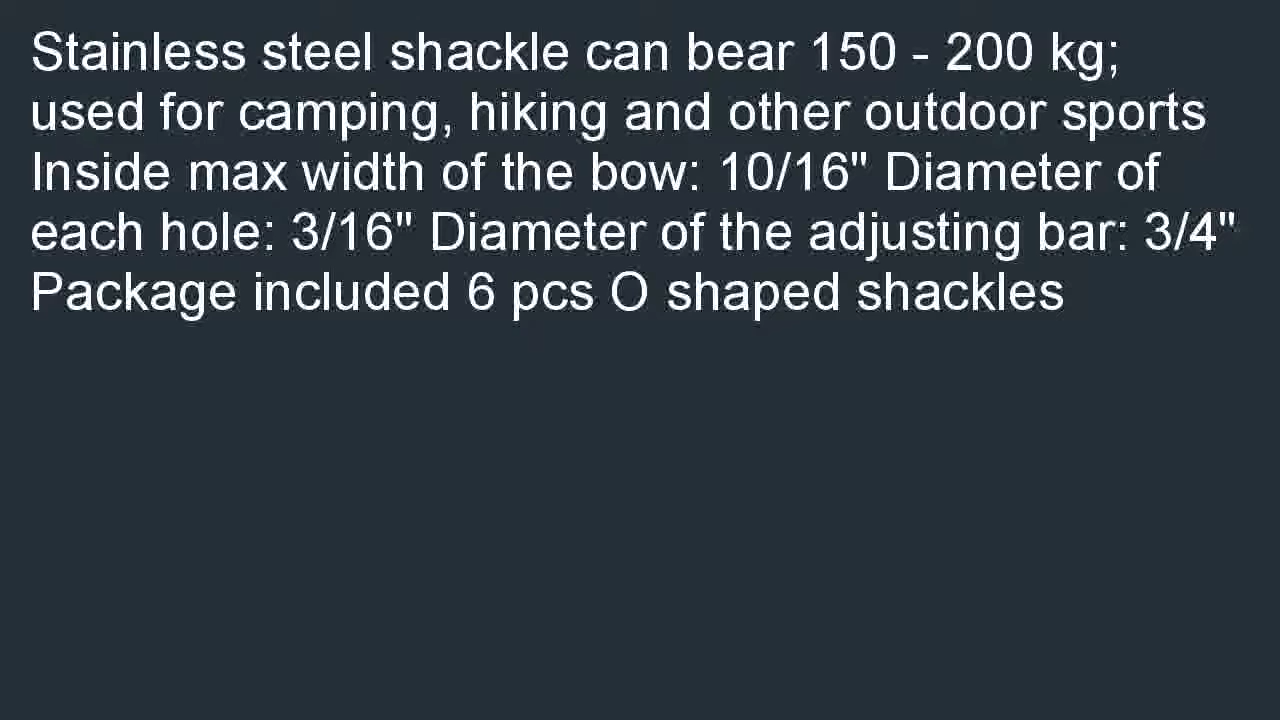 Stainless steel shackle can bear 150 - 200 kg;
used for camping, hiking and other outdoor sports
Inside max width of the bow: 10/16" Diameter of
each hole: 3/16" Diameter of the adjusting bar: 3/4"
Package included 6 pcs O shaped shackles